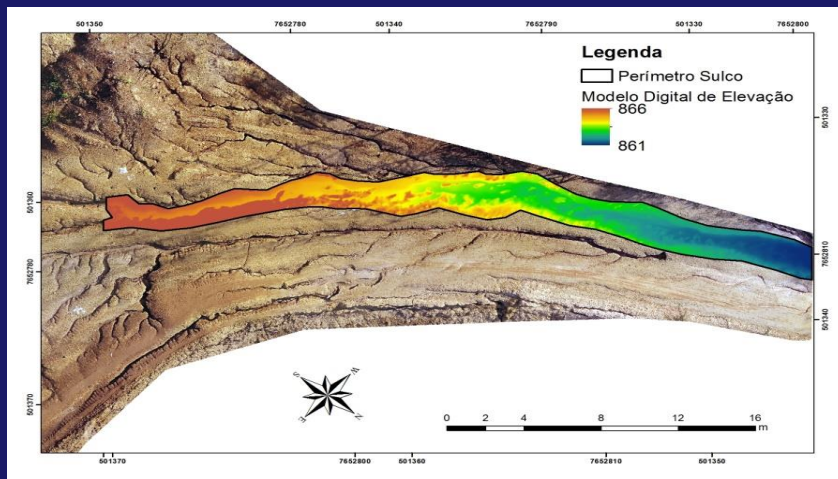 501350 7652780 501340 7652790 501330 7652800
Legenda
Perímetro Sulco
Modelo Digital de Elevação
866
861
501330
501360
501360
7652780
7652810
501340
501370
S W
E N
0 2 4 8 12 16
m
501370 7652800 501360 7652810 501350